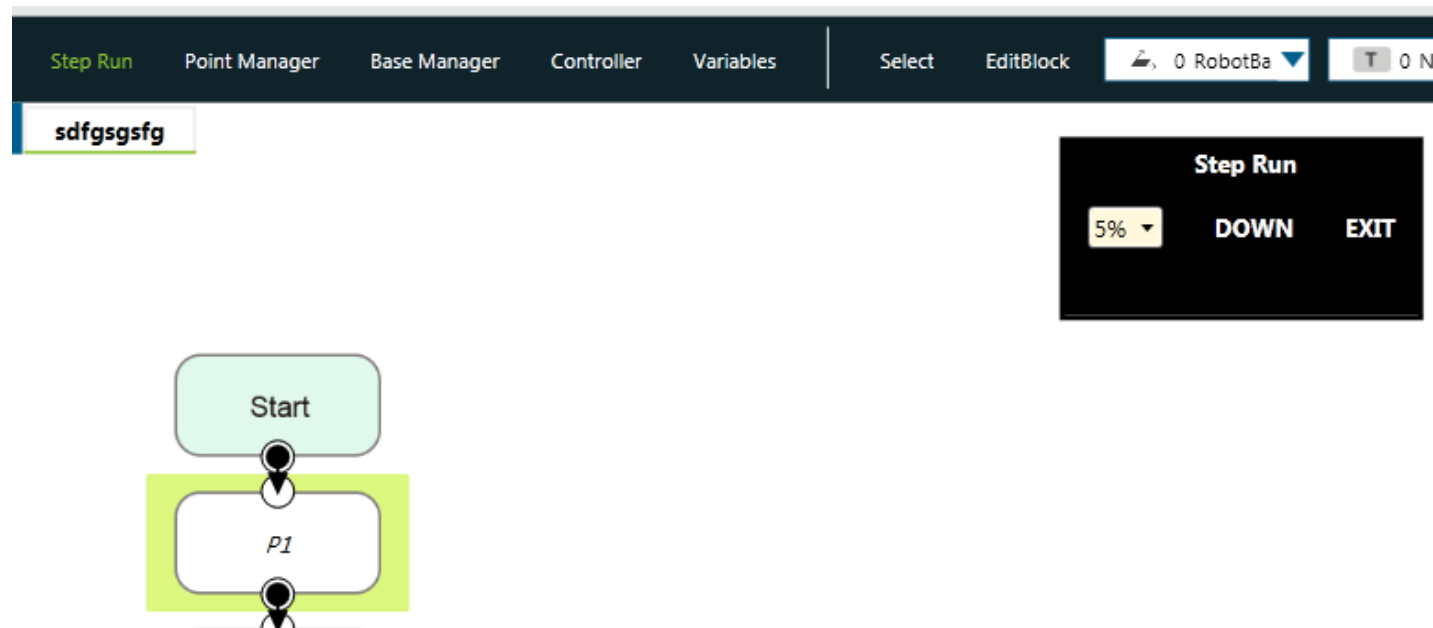 Step Run Point Manager Base Manager Controller Variables Select EditBlock 0 RobotBa T 0 N
sdfgsgsfg
Step Run
5% DOWN EXIT
Start
P1